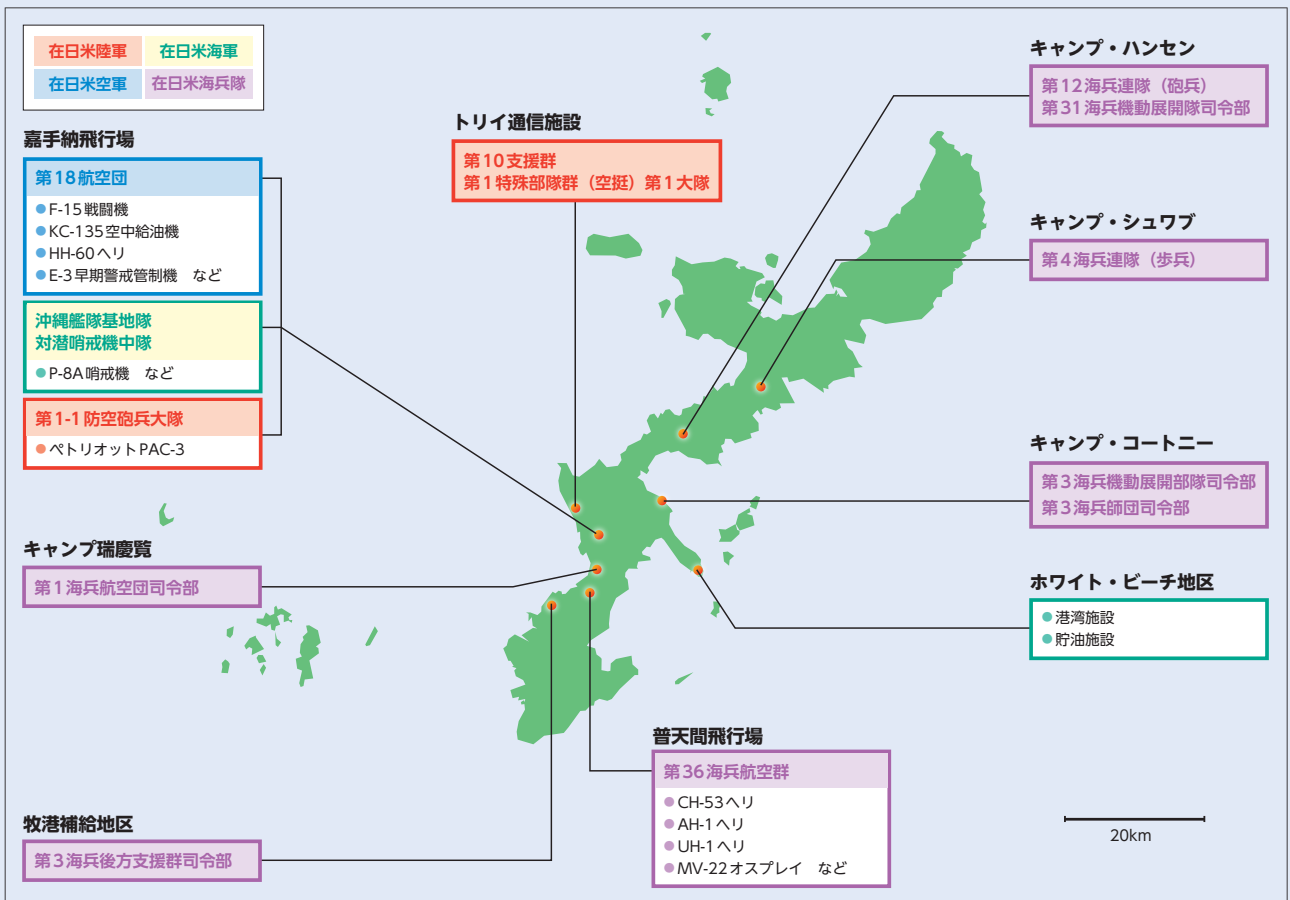 在日米陸軍
在日米海軍
在日米空軍
在日米海兵隊
嘉手納飛行場
第18航空団
●F-15戦闘機
●KC-135空中給油機
●HH-60ヘリ
●E-3早期警戒管制機　など
沖縄艦隊基地隊
対潜哨戒機中隊
●P-8A哨戒機　など
第1-1防空砲兵大隊
●ペトリオットPAC-3
トリイ通信施設
第10支援群
第1特殊部隊群（空挺）第1大隊
キャンプ・ハンセン
第12海兵連隊（砲兵）
第31海兵機動展開隊司令部
キャンプ・シュワブ
第4海兵連隊（歩兵）
キャンプ・コートニー
第3海兵機動展開部隊司令部
第3海兵師団司令部
ホワイト・ビーチ地区
●港湾施設
●貯油施設
キャンプ瑞慶覧
第1海兵航空団司令部
普天間飛行場
第36海兵航空群
●CH-53ヘリ
●AH-1ヘリ
●UH-1ヘリ
●MV-22オスプレイ　など
牧港補給地区
第3海兵後方支援群司令部
20km